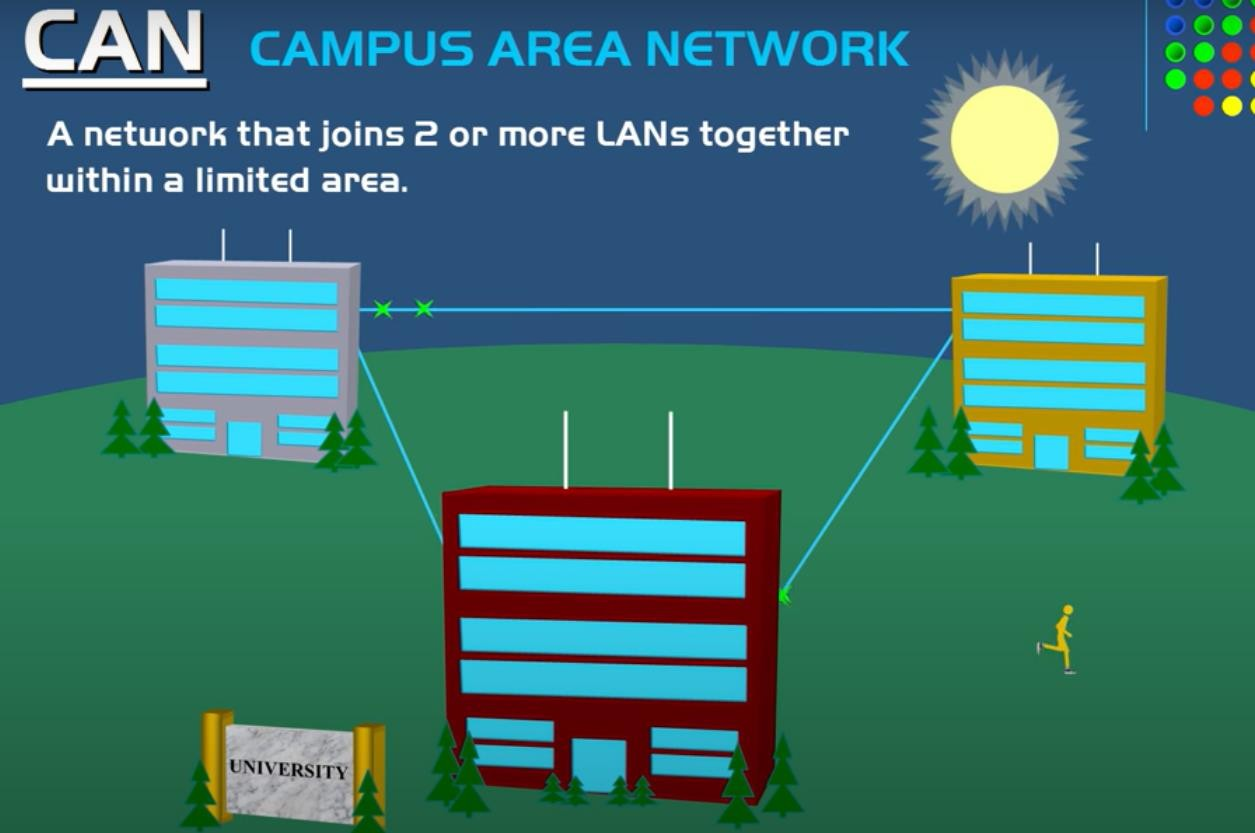 CAN
CAMPUS AREA NETWORK
A network that joins 2 or more LANs together
within a limited area.
UNIVERSITY